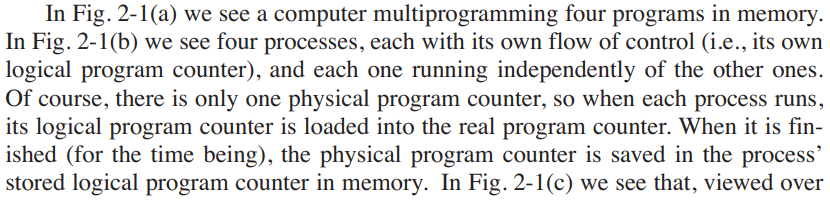 In Fig. 2-1(a) we see a computer multiprogramming four programs in memory.
In Fig. 2-1(b) we see four processes, each with its own flow of control (i.e., its own
logical program counter), and each one running independently of the other ones.
Of course, there is only one physical program counter, so when each process runs,
its logical program counter is loaded into the real program counter. When it is fin-
ished (for the time being), the physical program counter is saved in the process’
stored logical program counter in memory. In Fig. 2-1(c) we see that, viewed over